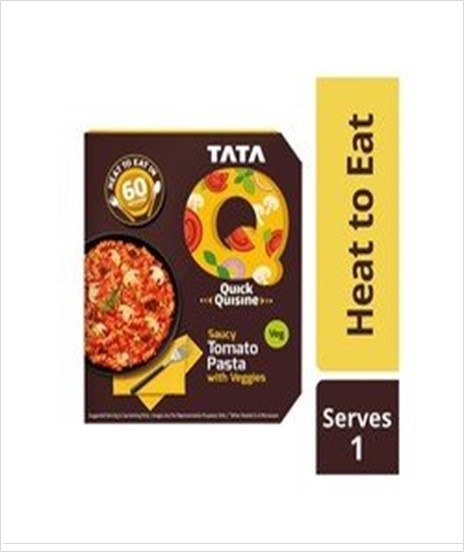 TATA
HEAT TO EAT IN
60
Q
Quick
Quisine
Saucy
Tomato
Pasta
with Veggies
Veg
Heat to Eat
Serves
1